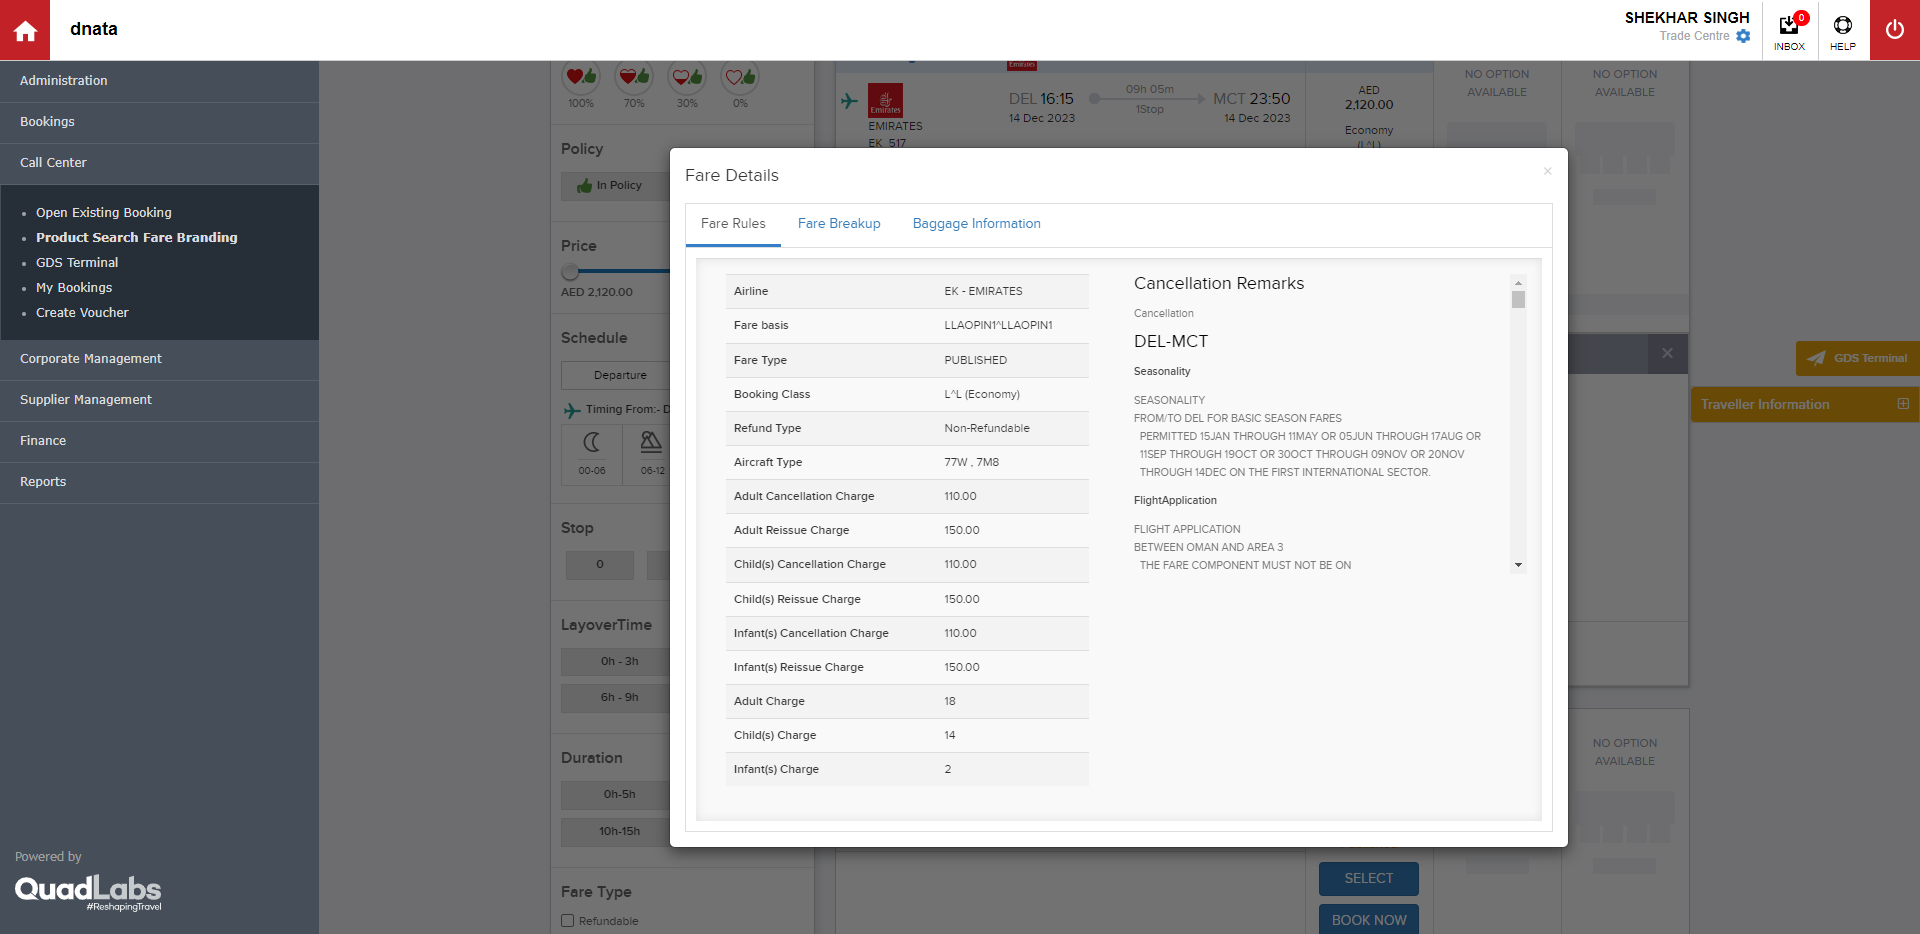 dnata
SHEKHAR SINGH
Trade Centre
0
INBOX
HELP
Administration
Bookings
Call Center
Open Existing Booking
Product Search Fare Branding
GDS Terminal
My Bookings
Create Voucher
Corporate Management
Supplier Management
Finance
Reports
Powered by
QuadLabs
#ReshapingTravel
100%
70%
30%
0%
Policy
In Policy
Price
AED 2,120.00
Schedule
Departure
Timing From:- D
00-06
06-12
Stop
0
LayoverTime
0h - 3h
6h - 9h
Duration
0h-5h
10h-15h
Fare Type
Refundable
Emirates
EMIRATES
EK 517
DEL 16:15
14 Dec 2023
09h 05m
1Stop
MCT 23:50
14 Dec 2023
AED
2,120.00
Economy
(L^L)
NO OPTION
AVAILABLE
NO OPTION
AVAILABLE
Fare Details
×
Fare Rules
Fare Breakup
Baggage Information
Airline EK - EMIRATES
Fare basis LLAOPIN1^LLAOPIN1
Fare Type PUBLISHED
Booking Class L^L (Economy)
Refund Type Non-Refundable
Aircraft Type 77W , 7M8
Adult Cancellation Charge 110.00
Adult Reissue Charge 150.00
Child(s) Cancellation Charge 110.00
Child(s) Reissue Charge 150.00
Infant(s) Cancellation Charge 110.00
Infant(s) Reissue Charge 150.00
Adult Charge 18
Child(s) Charge 14
Infant(s) Charge 2
Cancellation Remarks
Cancellation
DEL-MCT
Seasonality
SEASONALITY
FROM/TO DEL FOR BASIC SEASON FARES
PERMITTED 15JAN THROUGH 11MAY OR 05JUN THROUGH 17AUG OR
11SEP THROUGH 19OCT OR 30OCT THROUGH 09NOV OR 20NOV
THROUGH 14DEC ON THE FIRST INTERNATIONAL SECTOR.
FlightApplication
FLIGHT APPLICATION
BETWEEN OMAN AND AREA 3
THE FARE COMPONENT MUST NOT BE ON
GDS Terminal
Traveller Information
NO OPTION
AVAILABLE
SELECT
BOOK NOW